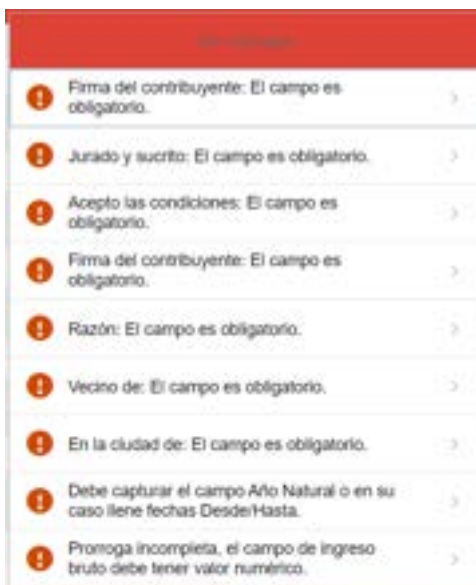 Firma del contribuyente: El campo es
obligatorio.
Jurado y sucrito: El campo es obligatorio.
Acepto las condiciones: El campo es
obligatorio.
Firma del contribuyente: El campo es
obligatorio.
Razón: El campo es obligatorio.
Vecino de: El campo es obligatorio.
En la ciudad de: El campo es obligatorio.
Debe capturar el campo Año Natural o en su
caso llene fechas Desde/Hasta.
Prorroga incompleta, el campo de ingreso
bruto debe tener valor numérico.